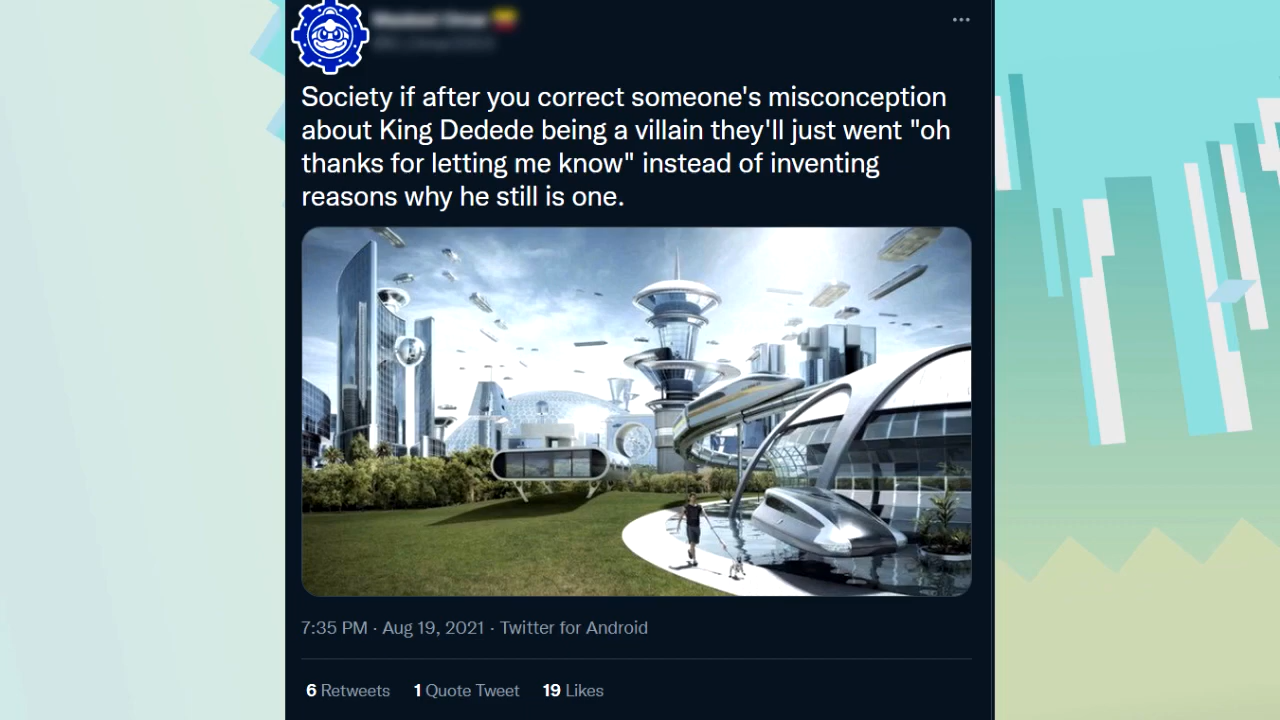 Society if after you correct someone's misconception
about King Dedede being a villain they'll just went "oh
thanks for letting me know" instead of inventing
reasons why he still is one.
7:35 PM · Aug 19, 2021 · Twitter for Android
6 Retweets 1 Quote Tweet 19 Likes